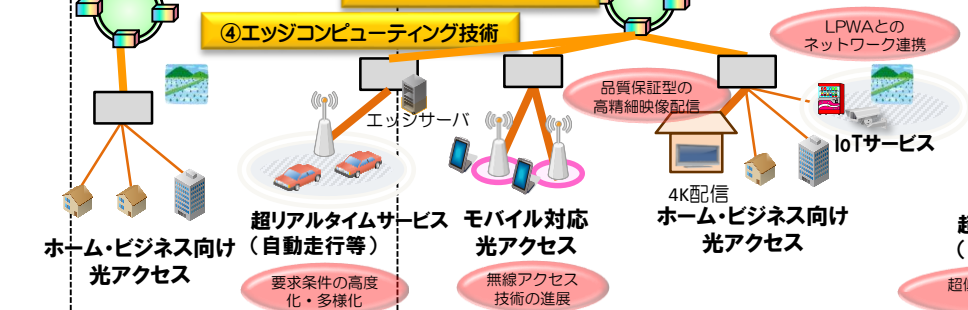 ④エッジコンピューティング技術
LPWAとの
ネットワーク連携
品質保証型の
高精細映像配信
エッジサーバ
IoTサービス
4K配信
超リアルタイムサービス
（自動走行等）
モバイル対応
光アクセス
ホーム・ビジネス向け
光アクセス
ホーム・ビジネス向け
光アクセス
要求条件の高度
化・多様化
無線アクセス
技術の進展
超
（